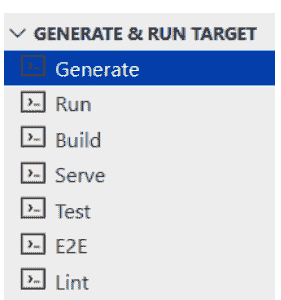 GENERATE & RUN TARGET
Generate
Run
Build
Serve
Test
E2E
Lint